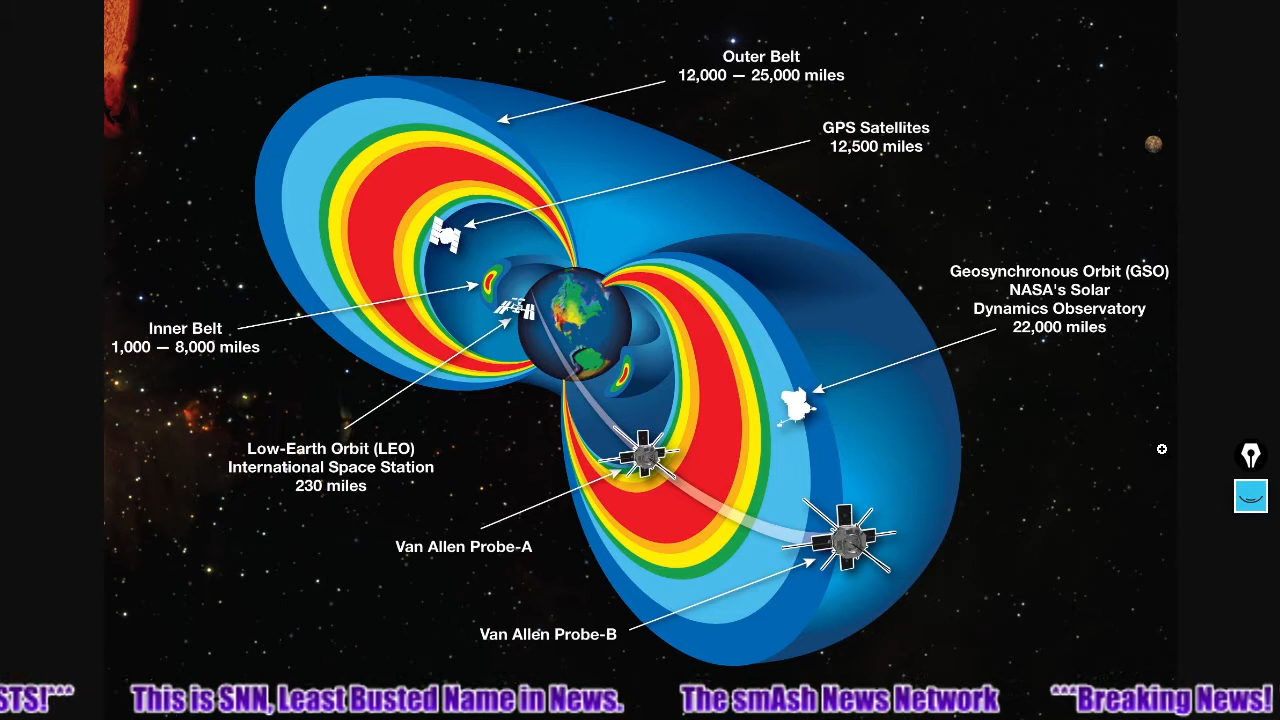 Outer Belt
12,000 — 25,000 miles
GPS Satellites
12,500 miles
Geosynchronous Orbit (GSO)
NASA's Solar
Dynamics Observatory
22,000 miles
Inner Belt
1,000 — 8,000 miles
Low-Earth Orbit (LEO)
International Space Station
230 miles
Van Allen Probe-A
Van Allen Probe-B
STS!*** This is SNN, Least Busted Name in News. The smAsh News Network ***Breaking News!